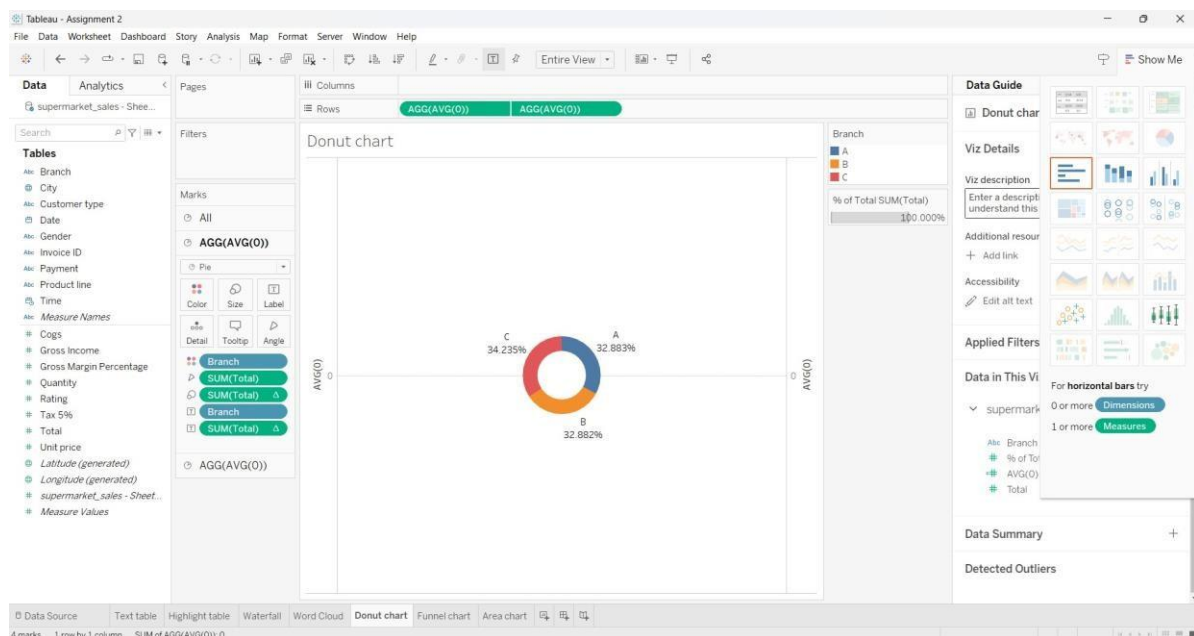 Tableau - Assignment 2
File Data Worksheet Dashboard Story Analysis Map Format Server Window Help
Entire View
Show Me
Data Analytics
supermarket_sales - Shee...
Search
Tables
Abc Branch
City
Abc Customer type
Date
Abc Gender
Abc Invoice ID
Abc Payment
Abc Product line
Time
Abc Measure Names
# Cogs
# Gross Income
# Gross Margin Percentage
# Quantity
# Rating
# Tax 5%
# Total
# Unit price
Latitude (generated)
Longitude (generated)
# supermarket_sales - Sheet...
# Measure Values
Pages
Filters
Marks
All
AGG(AVG(0))
Pie
Color Size Label
Detail Tooltip Angle
Branch
SUM(Total)
SUM(Total) Δ
Branch
SUM(Total) Δ
AGG(AVG(0))
Columns
Rows AGG(AVG(0)) AGG(AVG(0))
Donut chart
AVG(0)
0
C
34.235%
A
32.883%
B
32.882%
0
AVG(0)
Branch
A
B
C
% of Total SUM(Total)
100.000%
Data Guide
Donut char
Viz Details
Viz description
Enter a descripti
understand this
Additional resour
+ Add link
Accessibility
Edit alt text
Applied Filters
Data in This Vi
supermark
Abc Branch
# % of Tot
=# AVG(0)
# Total
Data Summary +
Detected Outliers
For horizontal bars try
0 or more Dimensions
1 or more Measures
Data Source Text table Highlight table Waterfall Word Cloud Donut chart Funnel chart Area chart
4 marks 1 row by 1 column SUM of AGG(AVG(0)): 0